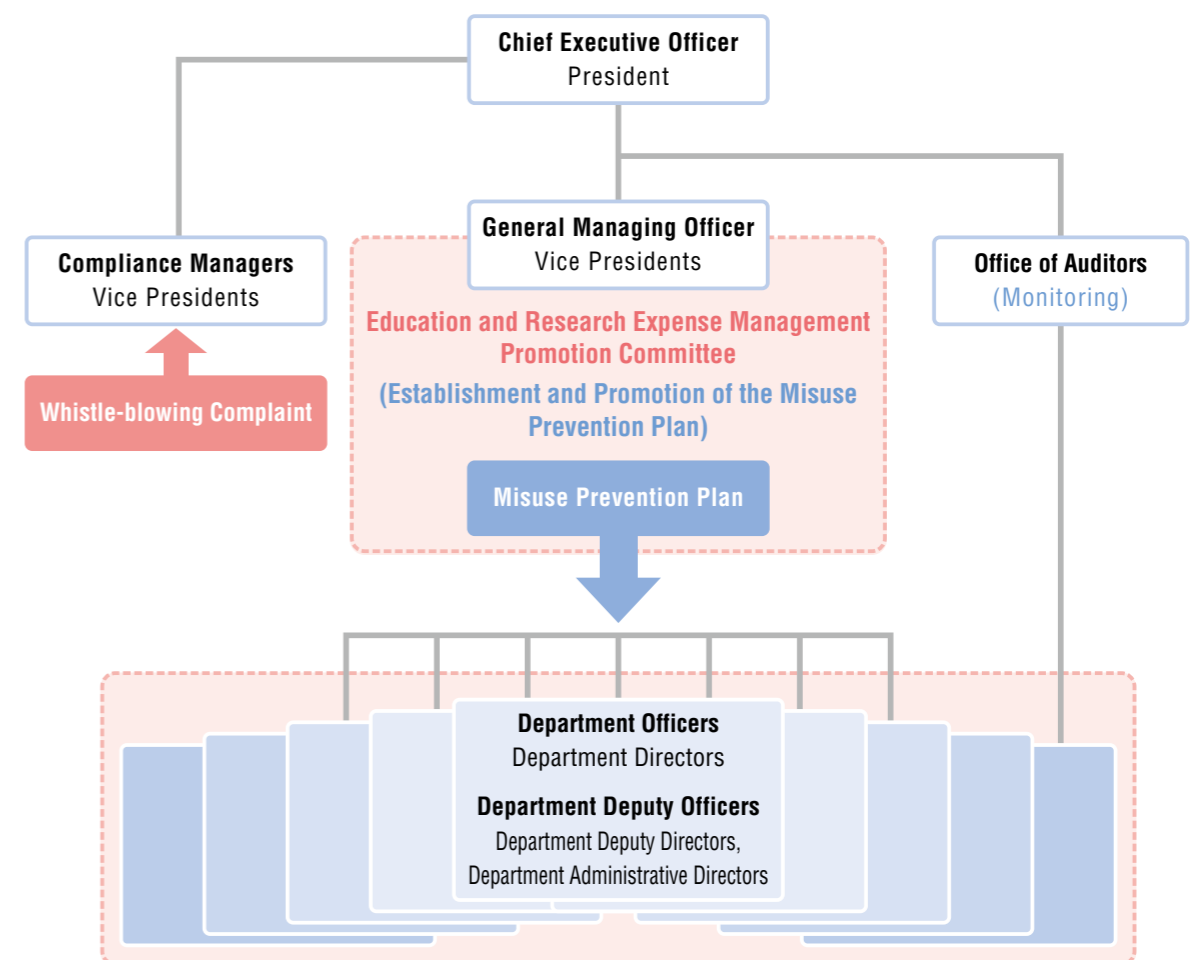 Chief Executive Officer
President
General Managing Officer
Vice Presidents
Compliance Managers
Vice Presidents
Office of Auditors
(Monitoring)
Education and Research Expense Management
Promotion Committee
(Establishment and Promotion of the Misuse
Prevention Plan)
Whistle-blowing Complaint
Misuse Prevention Plan
Department Officers
Department Directors
Department Deputy Officers
Department Deputy Directors,
Department Administrative Directors